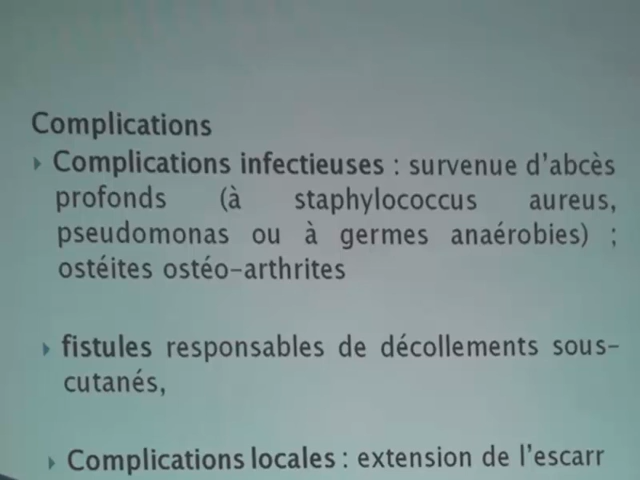 Complications
Complications infectieuses : survenue d'abcès
profonds (à staphylococcus aureus,
pseudomonas ou à germes anaérobies) ;
ostéites ostéo-arthrites
fistules responsables de décollements sous-
cutanés,
Complications locales : extension de l'escarr